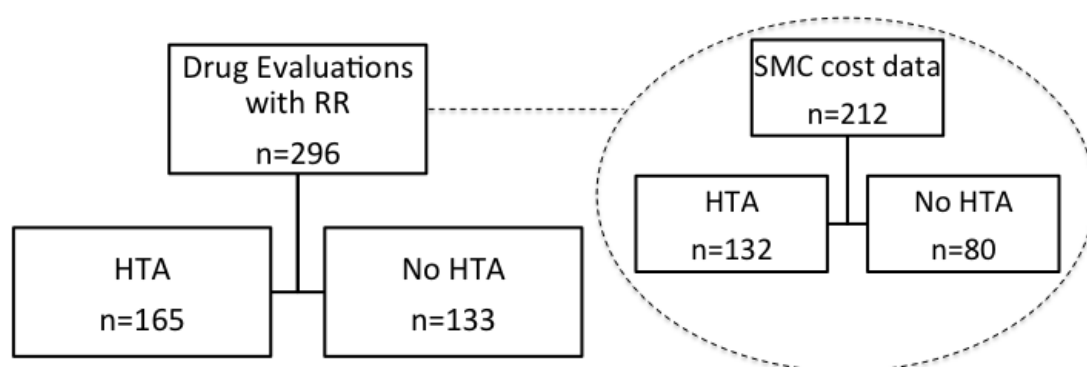 Drug Evaluations
with RR
n=296
HTA
n=165
No HTA
n=133
SMC cost data
n=212
HTA
n=132
No HTA
n=80